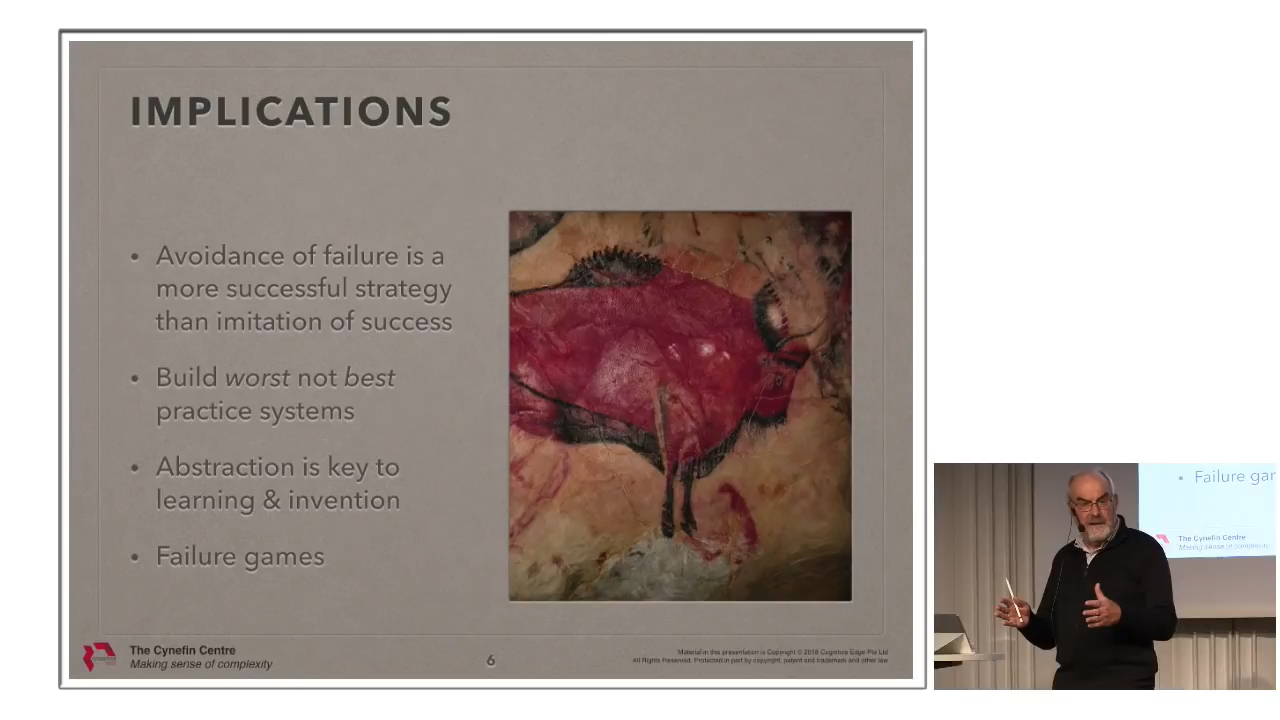 IMPLICATIONS
• Avoidance of failure is a
more successful strategy
than imitation of success
• Build worst not best
practice systems
• Abstraction is key to
learning & invention
• Failure games
The Cynefin Centre
Making sense of complexity
6
Material in this presentation is Copyright © 2018 Cognitive Edge Pte Ltd
All Rights Reserved. Protected in part by copyright, patent and trademark and other law
• Failure gar
The Cynefin Centre
Making sense of complexity